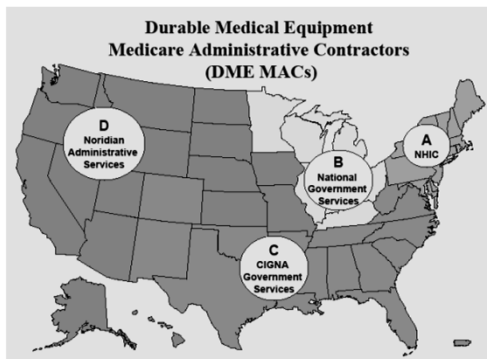 Durable Medical Equipment
Medicare Administrative Contractors
(DME MACs)
D
Noridian
Administrative
Services
A
NHIC
B
National
Government
Services
C
CIGNA
Government
Services